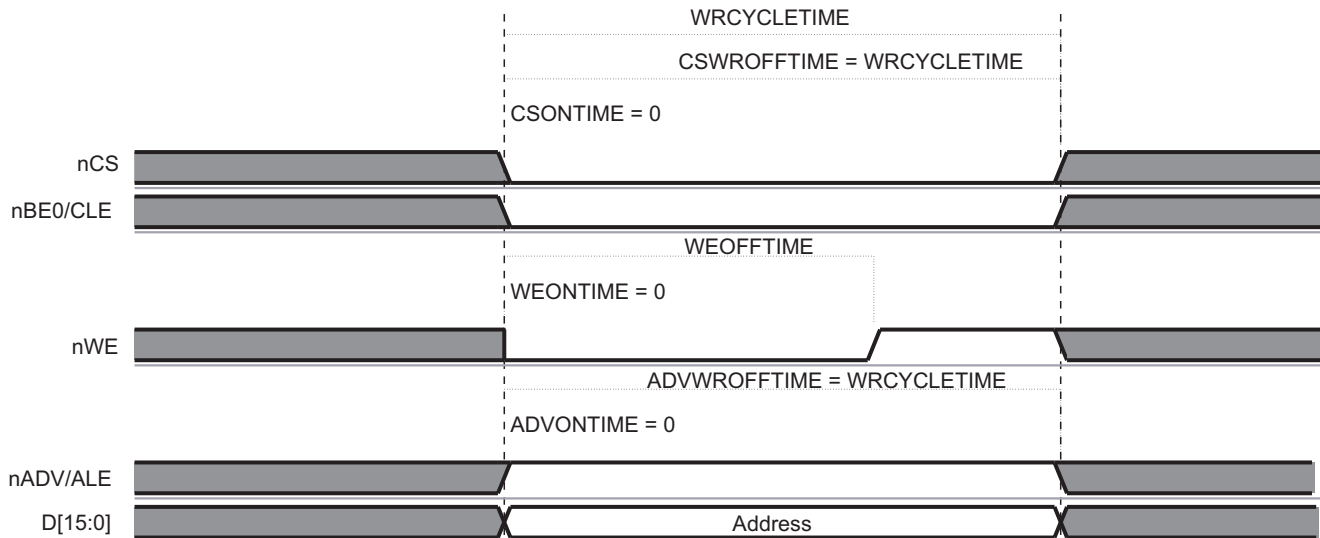 WRCYCLETIME
CSWROFFTIME = WRCYCLETIME
CSONTIME = 0
nCS
nBE0/CLE
WEOFFTIME
WEONTIME = 0
nWE
ADVWROFFTIME = WRCYCLETIME
ADVONTIME = 0
nADV/ALE
D[15:0]
Address